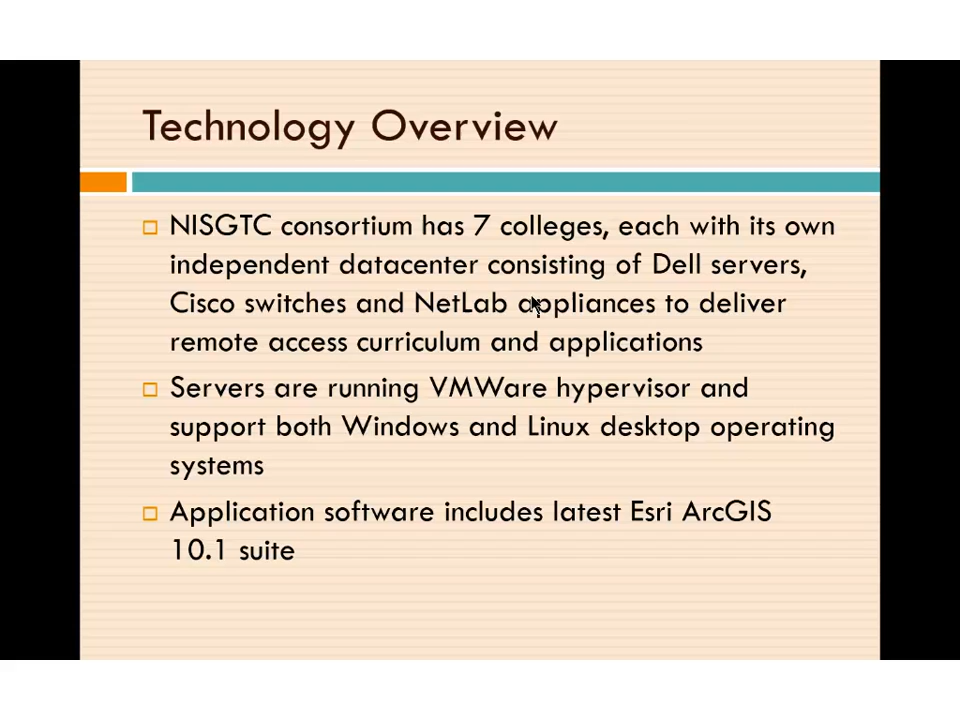 Technology Overview
NISGTC consortium has 7 colleges, each with its own
independent datacenter consisting of Dell servers,
Cisco switches and NetLab appliances to deliver
remote access curriculum and applications
Servers are running VMWare hypervisor and
support both Windows and Linux desktop operating
systems
Application software includes latest Esri ArcGIS
10.1 suite